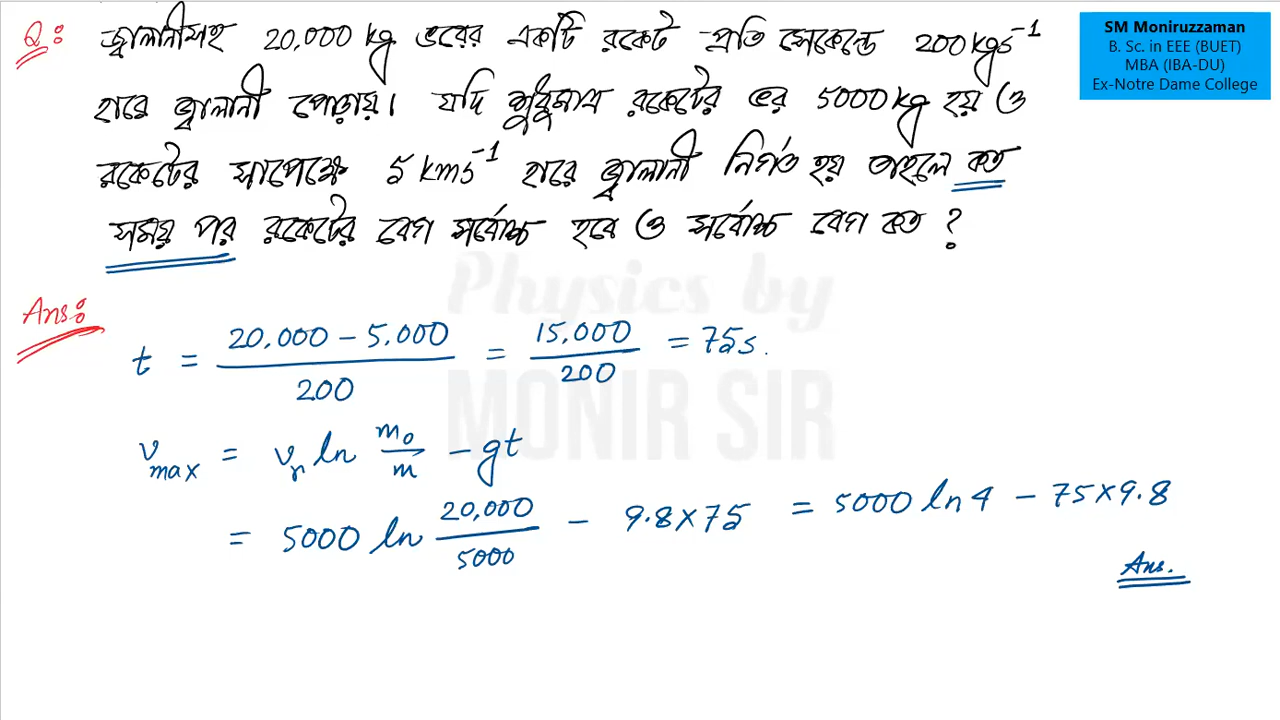 Q: জ্বালানীসহ 20,000 kg ভরের একটি রকেট প্রতি সেকেন্ডে 200 kgs⁻¹
হারে জ্বালানী পোড়ায়। যদি শুধুমাত্র রকেটের ভর 5000 kg হয় ও
রকেটের সাপেক্ষে 5 kms⁻¹ হারে জ্বালানী নির্গত হয় তাহলে কত
সময় পর রকেটের বেগ সর্বোচ্চ হবে ও সর্বোচ্চ বেগ কত ?
SM Moniruzzaman
B. Sc. in EEE (BUET)
MBA (IBA-DU)
Ex-Notre Dame College
Physics by
MONIR SIR
Ans:
t = (20,000 − 5,000)/200 = 15,000/200 = 75s.
v_max = v_r ln m₀/m − gt
= 5000 ln 20,000/5000 − 9.8×75 = 5000 ln 4 − 75×9.8
Ans.